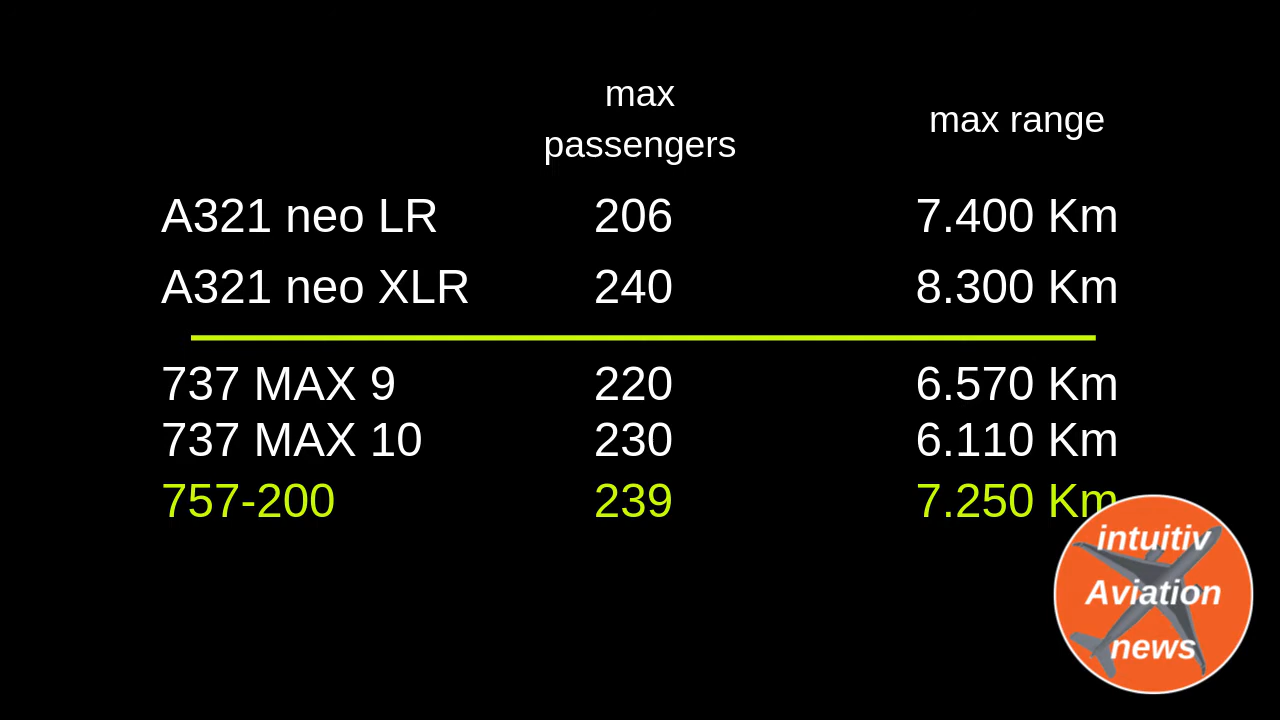 max
passengers
max range
A321 neo LR 206 7.400 Km
A321 neo XLR 240 8.300 Km
737 MAX 9 220 6.570 Km
737 MAX 10 230 6.110 Km
757-200 239 7.250 Km
intuitiv
Aviation
news